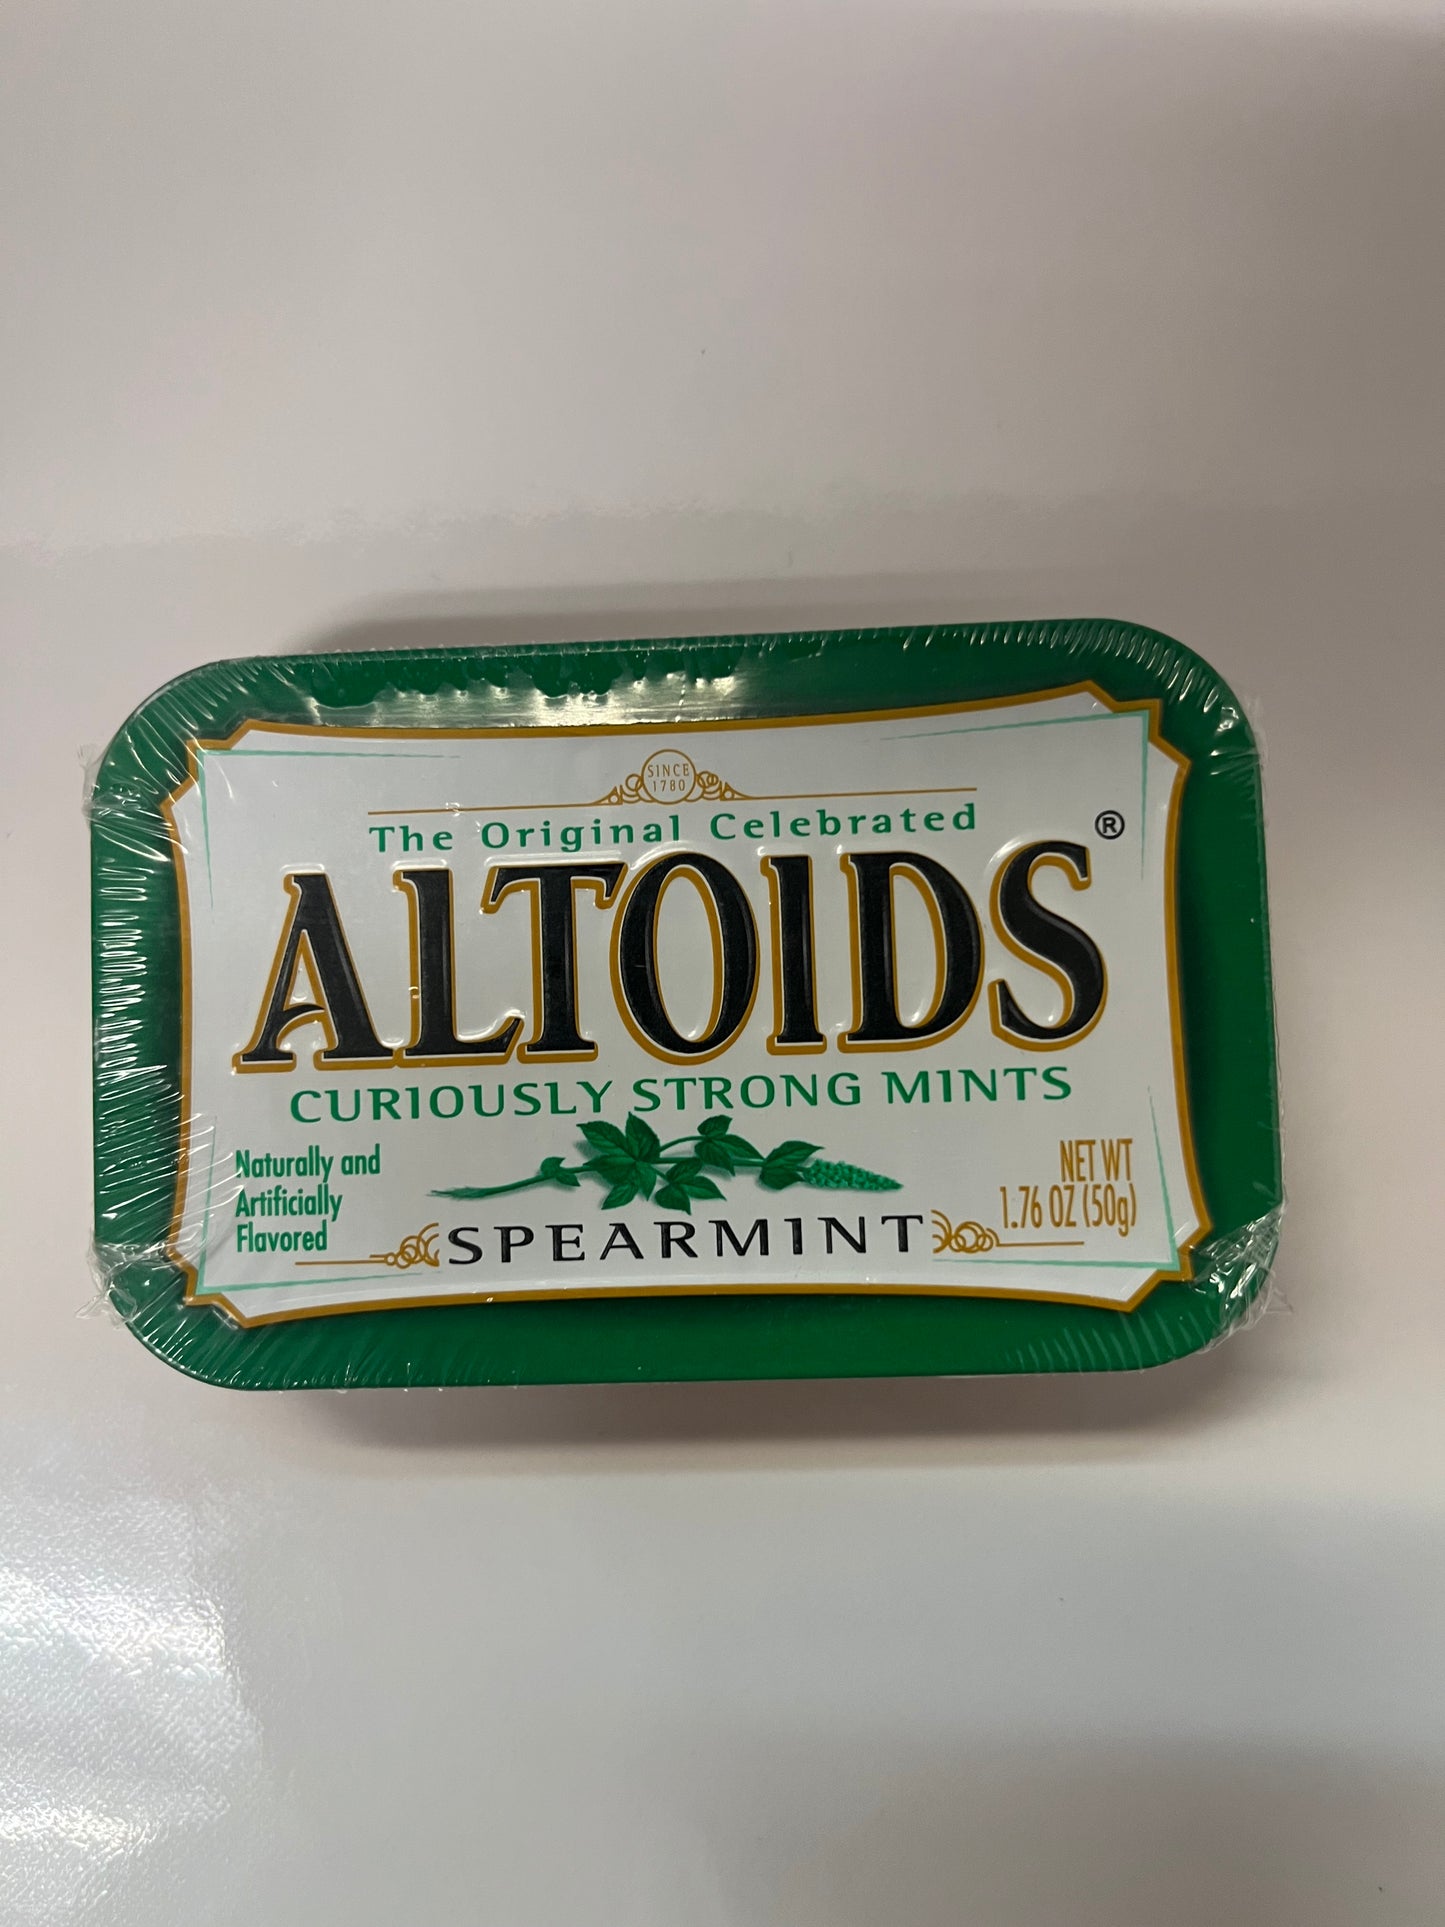 SINCE
1780
The Original Celebrated
ALTOIDS®
CURIOUSLY STRONG MINTS
Naturally and
Artificially
Flavored
SPEARMINT
NET WT
1.76 OZ (50g)